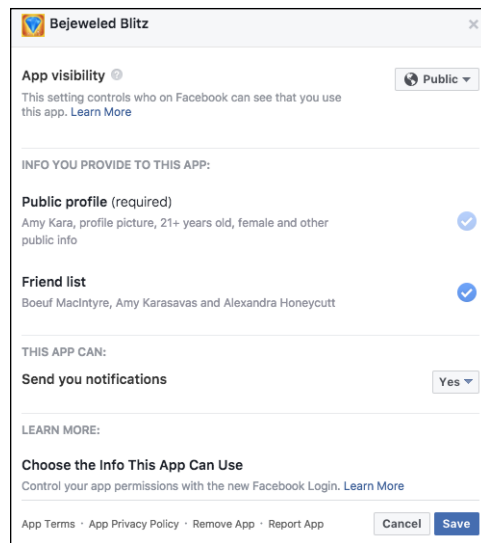 Bejeweled Blitz
App visibility
Public
This setting controls who on Facebook can see that you use
this app. Learn More
INFO YOU PROVIDE TO THIS APP:
Public profile (required)
Amy Kara, profile picture, 21+ years old, female and other
public info
Friend list
Boeuf MacIntyre, Amy Karasavas and Alexandra Honeycutt
THIS APP CAN:
Send you notifications
Yes
LEARN MORE:
Choose the Info This App Can Use
Control your app permissions with the new Facebook Login. Learn More
App Terms · App Privacy Policy · Remove App · Report App
Cancel
Save